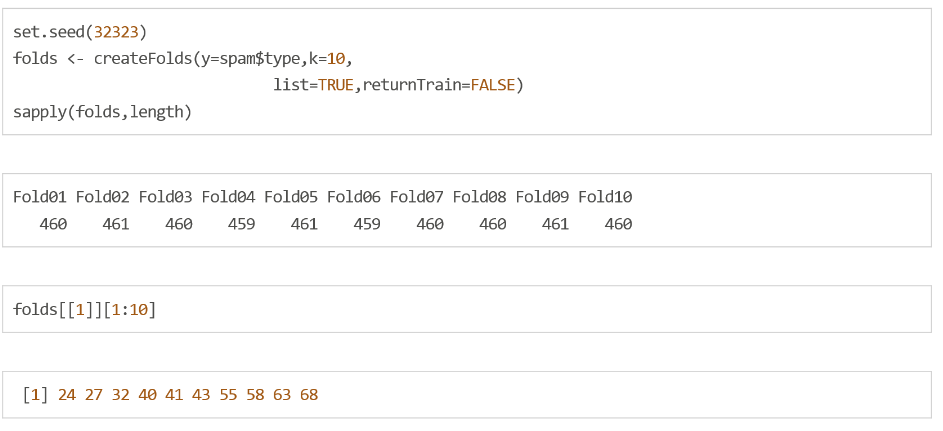 set.seed(32323)
folds <- createFolds(y=spam$type,k=10,
list=TRUE,returnTrain=FALSE)
sapply(folds,length)
Fold01 Fold02 Fold03 Fold04 Fold05 Fold06 Fold07 Fold08 Fold09 Fold10
460 461 460 459 461 459 460 460 461 460
folds[[1]][1:10]
[1] 24 27 32 40 41 43 55 58 63 68